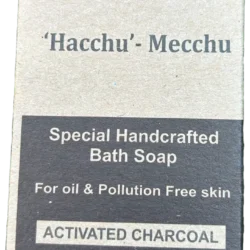 ‘Hacchu’- Mecchu
Special Handcrafted
Bath Soap
For oil & Pollution Free skin
ACTIVATED CHARCOAL